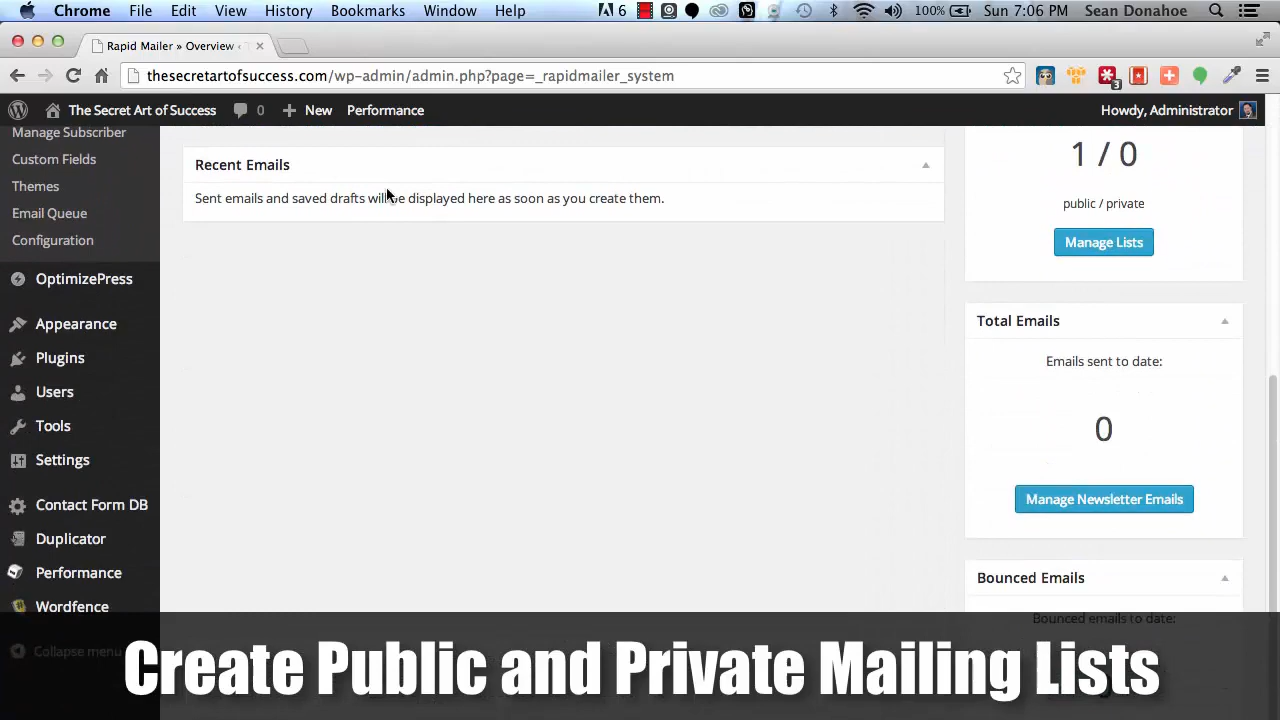 Chrome File Edit View History Bookmarks Window Help 6 100% Sun 7:06 PM Sean Donahoe
Rapid Mailer » Overview ‹
thesecretartofsuccess.com/wp-admin/admin.php?page=_rapidmailer_system
3
The Secret Art of Success 0 New Performance Howdy, Administrator
Manage Subscriber
Custom Fields
Themes
Email Queue
Configuration
OptimizePress
Appearance
Plugins
Users
Tools
Settings
Contact Form DB
Duplicator
Performance
Wordfence
Collapse menu
Recent Emails
Sent emails and saved drafts will be displayed here as soon as you create them.
1 / 0
public / private
Manage Lists
Total Emails
Emails sent to date:
0
Manage Newsletter Emails
Bounced Emails
Bounced emails to date:
Create Public and Private Mailing Lists